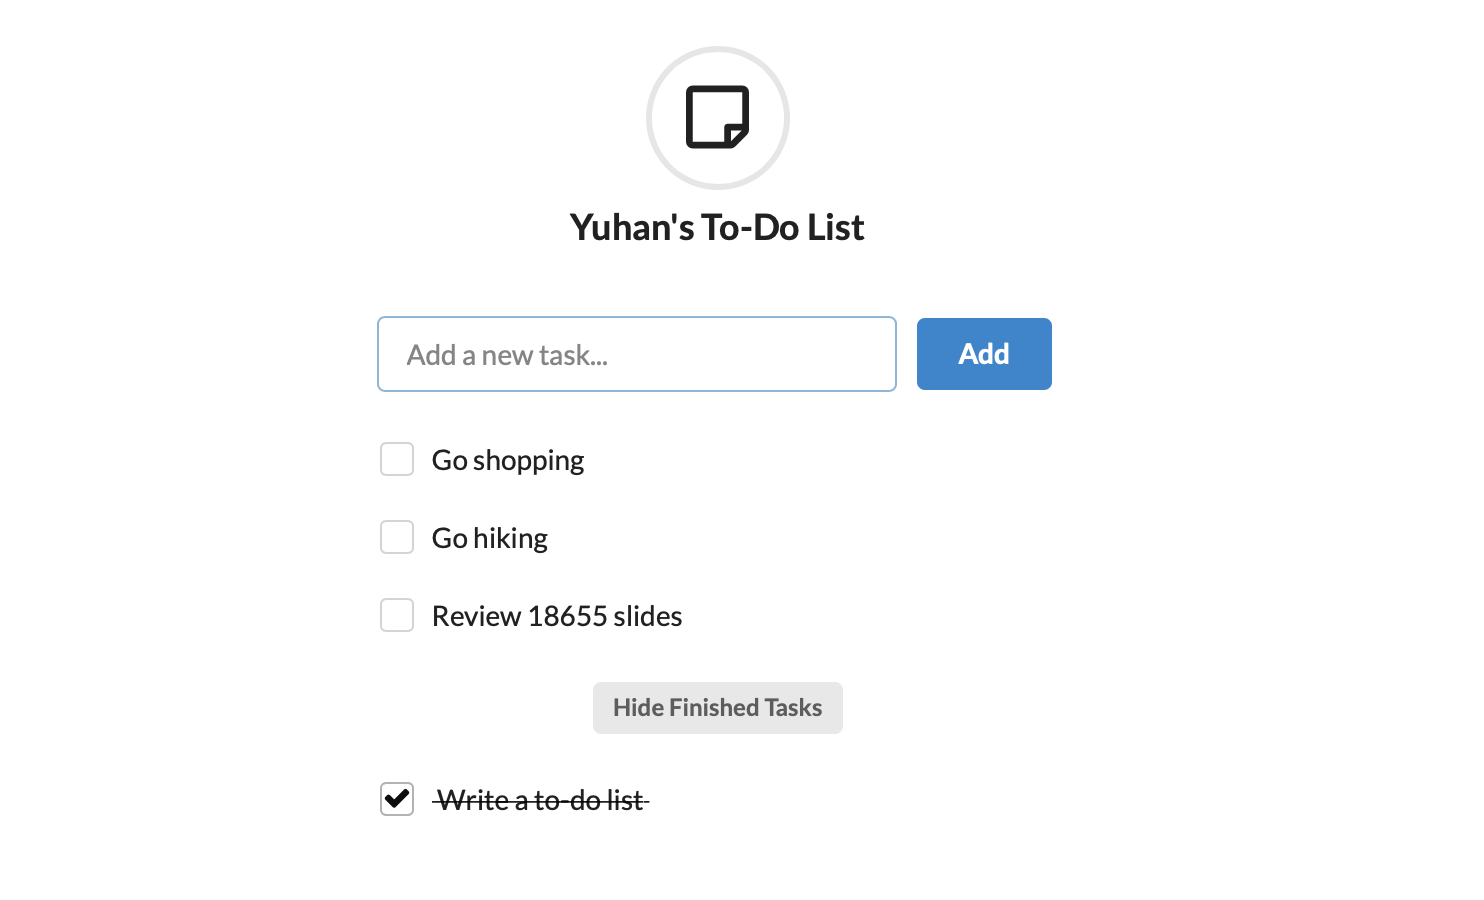 Yuhan's To-Do List
Add a new task...
Add
Go shopping
Go hiking
Review 18655 slides
Hide Finished Tasks
Write a to-do list